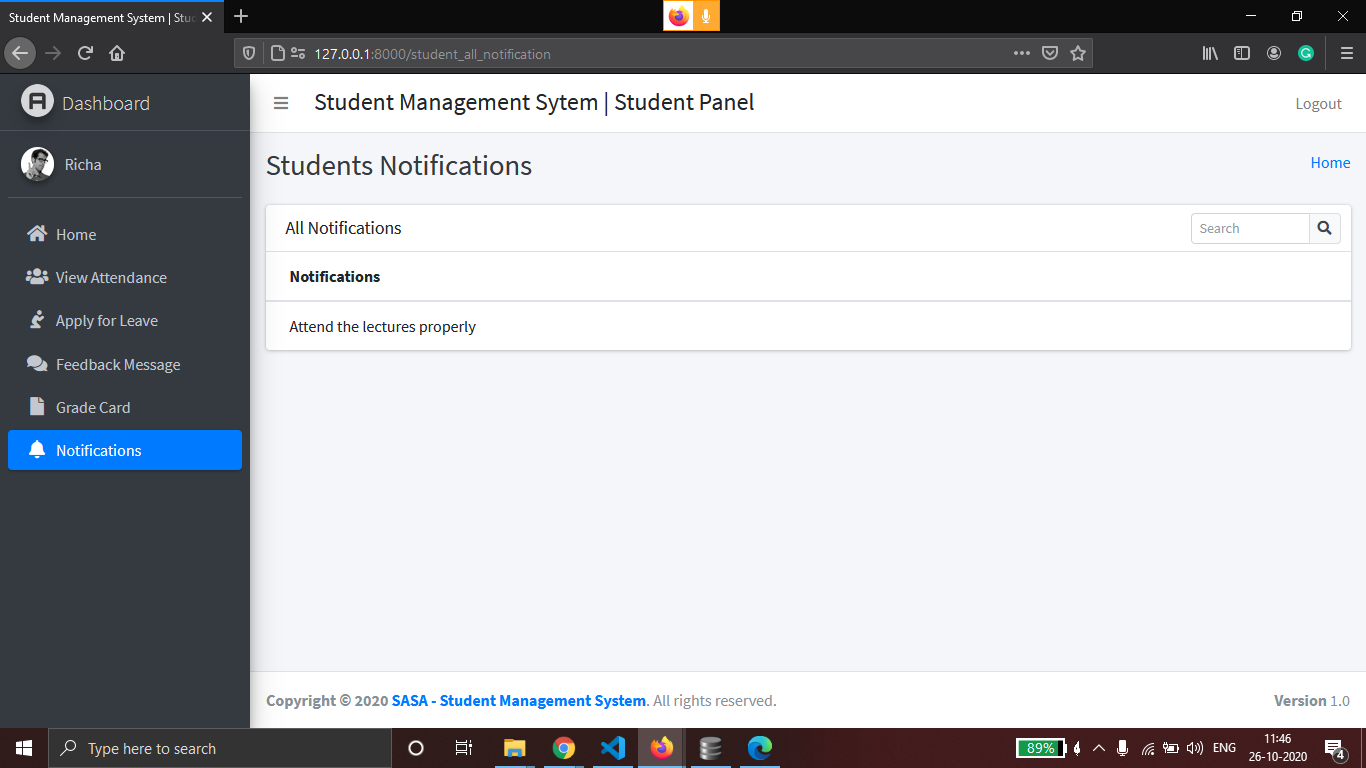 Student Management System | Stu
127.0.0.1:8000/student_all_notification
Dashboard
Student Management Sytem | Student Panel
Logout
Richa
Students Notifications
Home
Home
View Attendance
Apply for Leave
Feedback Message
Grade Card
Notifications
All Notifications
Search
Notifications
Attend the lectures properly
Copyright © 2020 SASA - Student Management System. All rights reserved.
Version 1.0
Type here to search
89%
ENG
11:46
26-10-2020
4